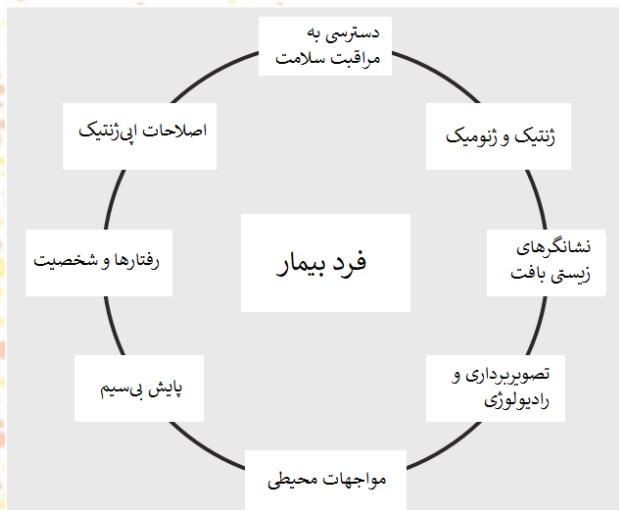 دسترسی به
مراقبت سلامت
ژنتیک و ژنومیک
نشانگرهای
زیستی بافت
تصویربرداری و
رادیولوژی
مواجهات محیطی
پایش بی‌سیم
رفتارها و شخصیت
اصلاحات اپی‌ژنتیک
فرد بیمار